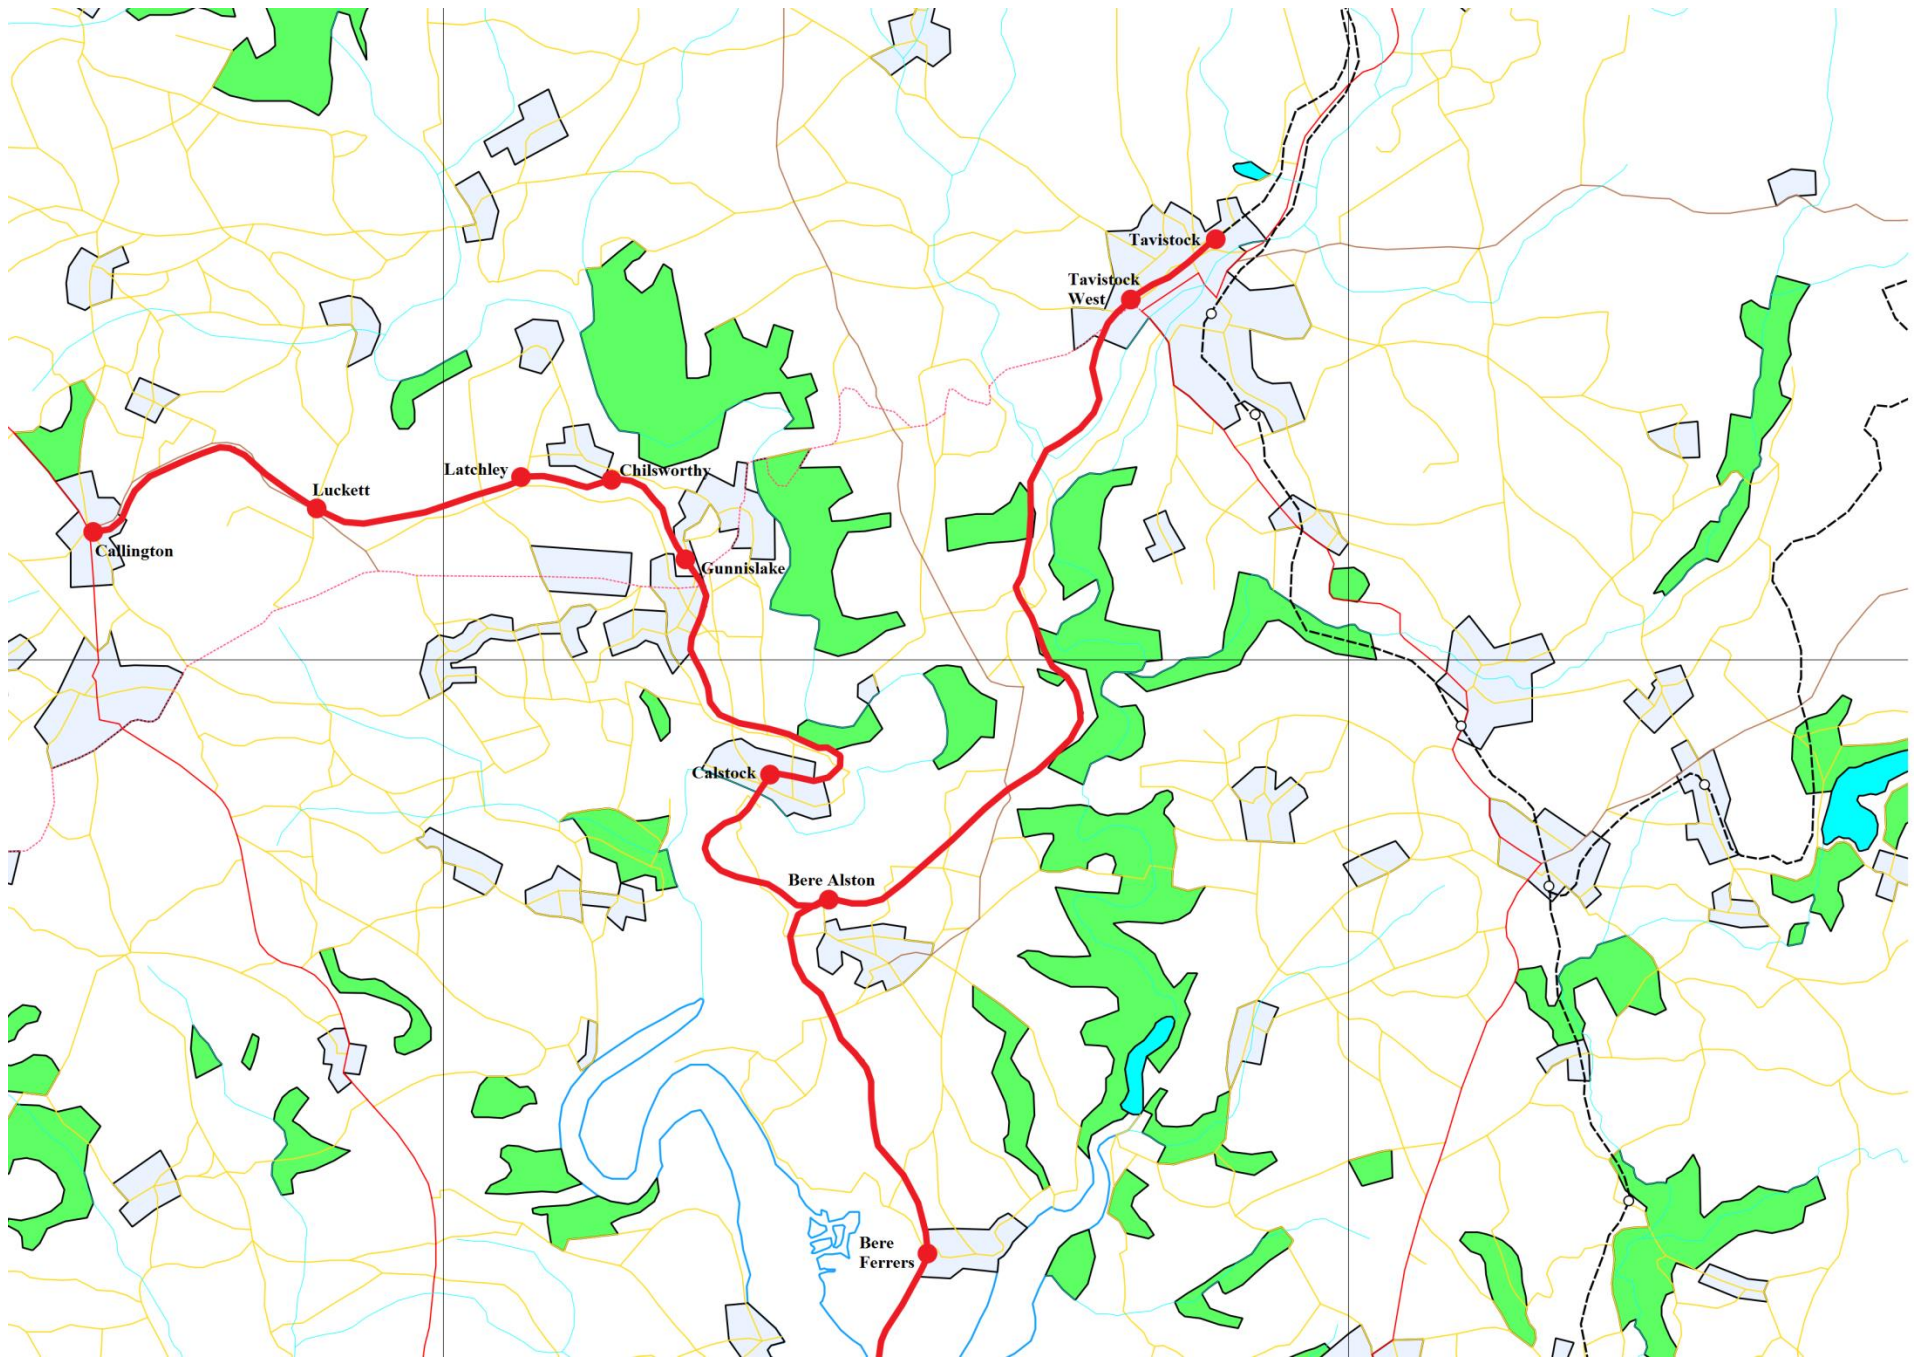 Tavistock
Tavistock
West
Latchley
Chilsworthy
Luckett
Callington
Gunnislake
Calstock
Bere Alston
Bere
Ferrers